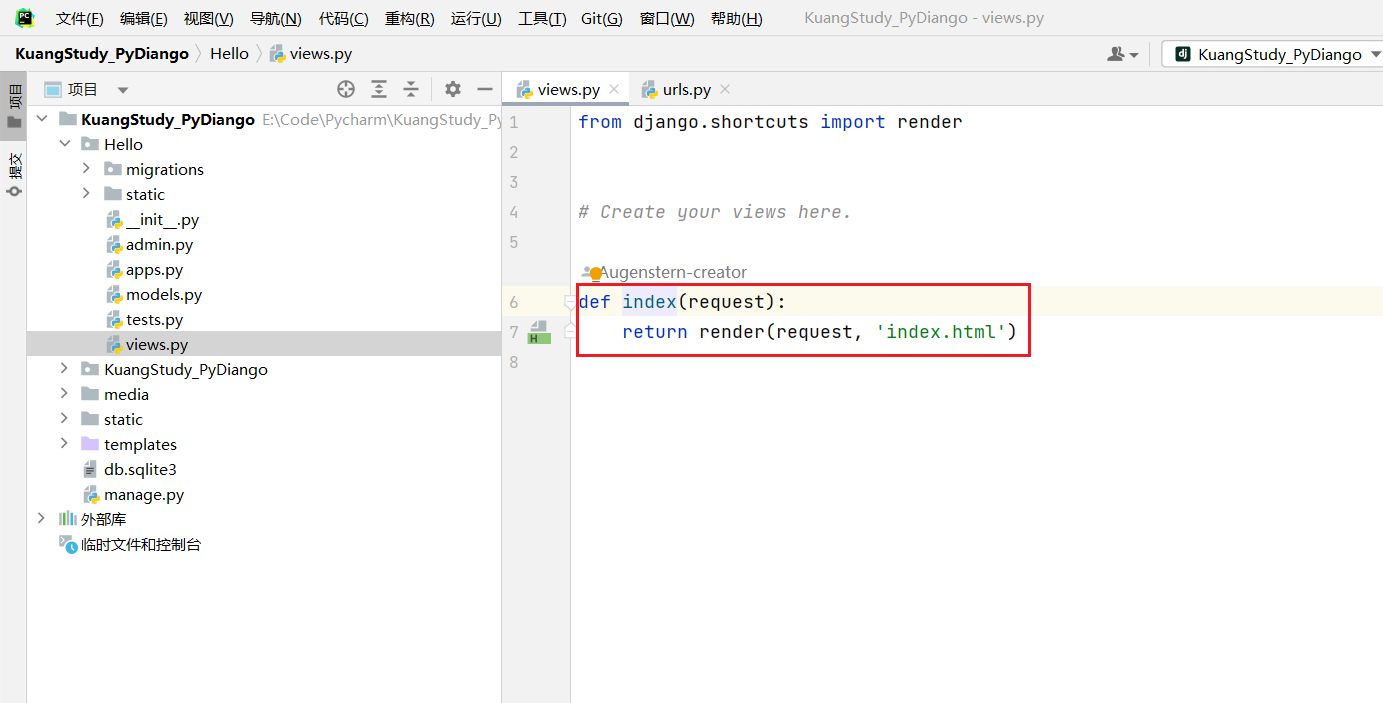 PC 文件(F) 编辑(E) 视图(V) 导航(N) 代码(C) 重构(R) 运行(U) 工具(T) Git(G) 窗口(W) 帮助(H) KuangStudy_PyDiango - views.py
KuangStudy_PyDiango Hello views.py dj KuangStudy_PyDiango
项目
提交
项目
KuangStudy_PyDiango E:\Code\Pycharm\KuangStudy_Py
Hello
migrations
static
__init__.py
admin.py
apps.py
models.py
tests.py
views.py
KuangStudy_PyDiango
media
static
templates
db.sqlite3
manage.py
外部库
临时文件和控制台
views.py urls.py
1 from django.shortcuts import render
2
3
4 # Create your views here.
5
Augenstern-creator
6 def index(request):
7 H return render(request, 'index.html')
8